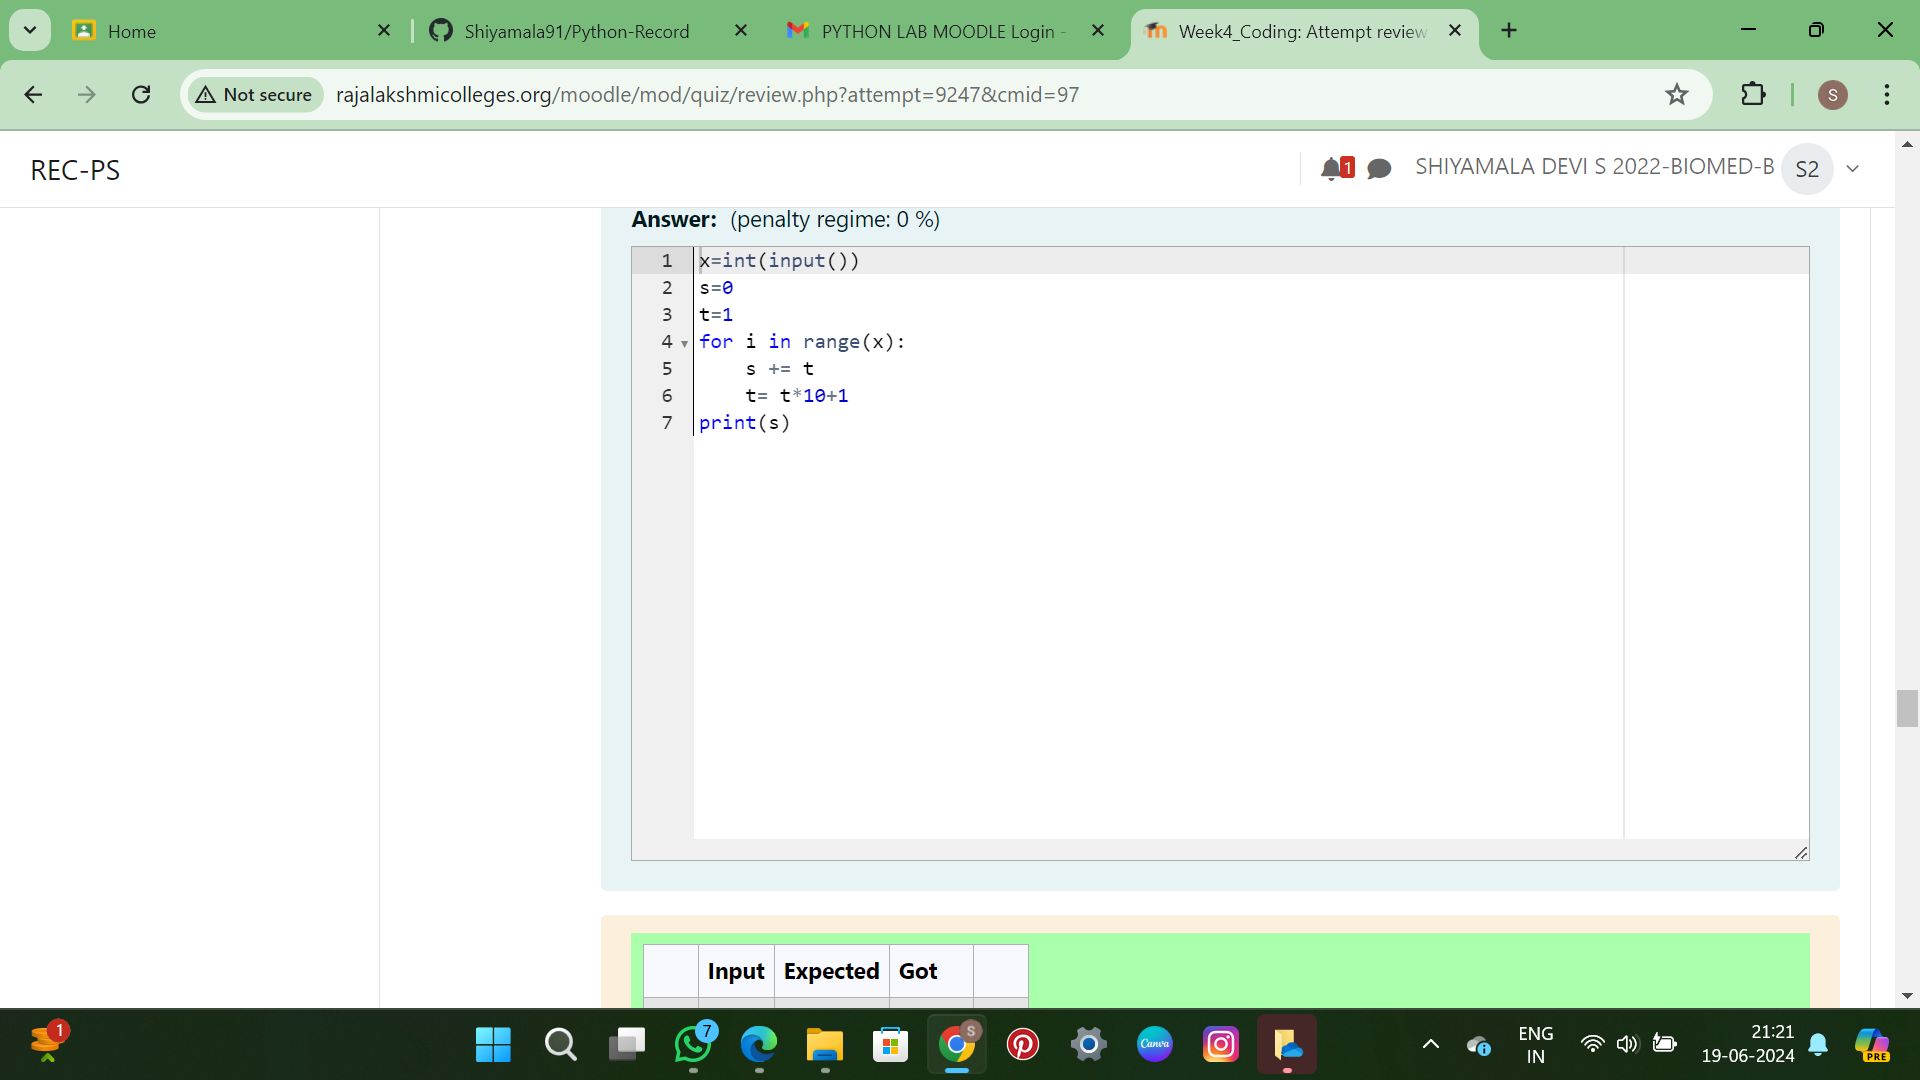 Home
Shiyamala91/Python-Record
PYTHON LAB MOODLE Login -
Week4_Coding: Attempt review
Not secure
rajalakshmicolleges.org/moodle/mod/quiz/review.php?attempt=9247&cmid=97
S
REC-PS
1
SHIYAMALA DEVI S 2022-BIOMED-B
S2
Answer: (penalty regime: 0 %)
1 x=int(input())
2 s=0
3 t=1
4 for i in range(x):
5 s += t
6 t= t*10+1
7 print(s)
Input Expected Got
1
7
S
Canva
ENG
IN
21:21
19-06-2024
PRE